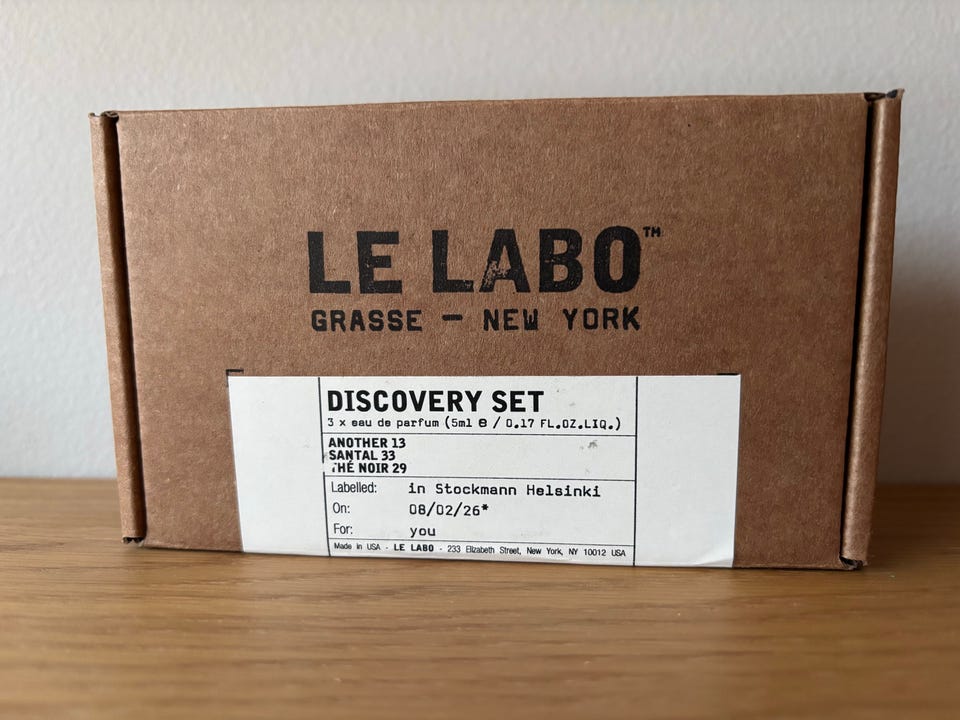 LE LABO™
GRASSE — NEW YORK
DISCOVERY SET
3 x eau de parfum (5ml e / 0.17 FL.OZ.LIQ.)
ANOTHER 13
SANTAL 33
THÉ NOIR 29
Labelled: in Stockmann Helsinki
On: 08/02/26*
For: you
Made in USA - LE LABO - 233 Elizabeth Street, New York, NY 10012 USA